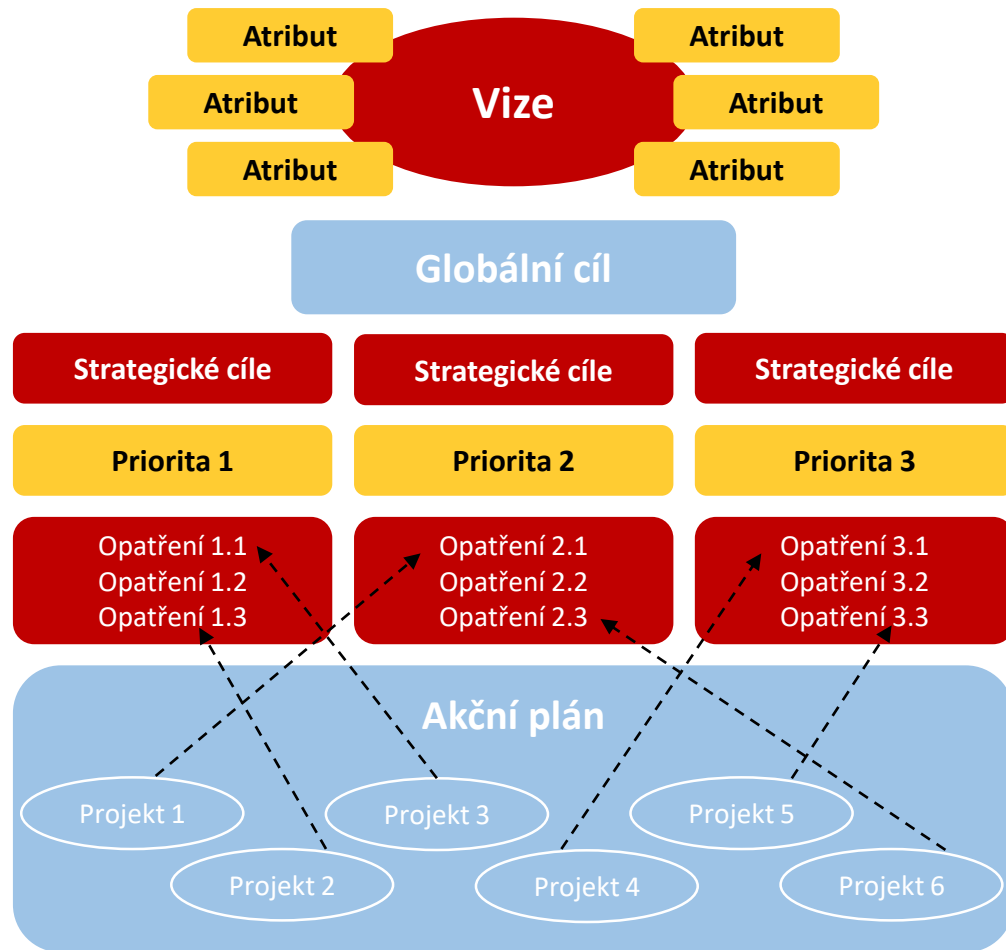 Atribut
Atribut
Atribut
Vize
Atribut
Atribut
Atribut
Globální cíl
Strategické cíle
Strategické cíle
Strategické cíle
Priorita 1
Priorita 2
Priorita 3
Opatření 1.1
Opatření 1.2
Opatření 1.3
Opatření 2.1
Opatření 2.2
Opatření 2.3
Opatření 3.1
Opatření 3.2
Opatření 3.3
Akční plán
Projekt 1
Projekt 2
Projekt 3
Projekt 4
Projekt 5
Projekt 6